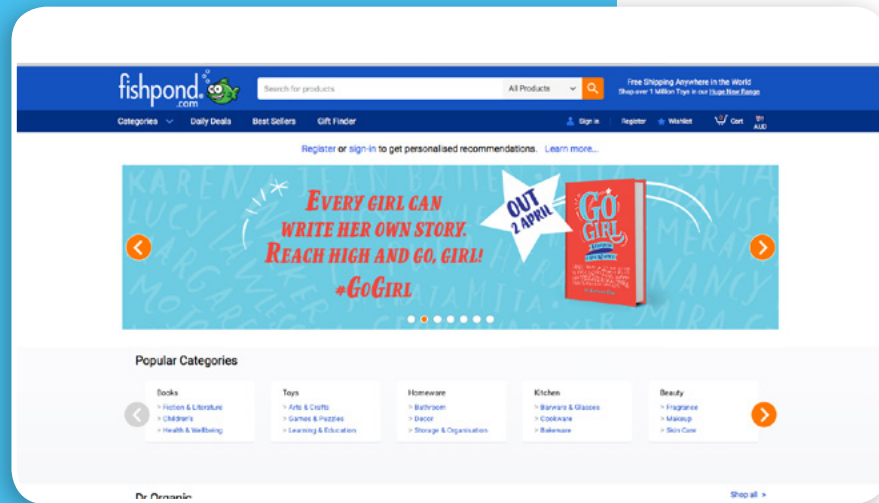 fishpond.com
Search for products
All Products
Free Shipping Anywhere in the World
Shop over 1 Million Toys in our Huge New Range
Categories
Daily Deals
Best Sellers
Gift Finder
Sign in
Register
Wishlist
Cart
AUD
Register or sign-in to get personalised recommendations. Learn more...
EVERY GIRL CAN
WRITE HER OWN STORY.
REACH HIGH AND GO, GIRL!
#GOGIRL
OUT
2 APRIL
GO
GIRL
Popular Categories
Books
> Fiction & Literature
> Children's
> Health & Wellbeing
Toys
> Arts & Crafts
> Games & Puzzles
> Learning & Education
Homeware
> Bathroom
> Decor
> Storage & Organisation
Kitchen
> Barware & Glasses
> Cookware
> Bakeware
Beauty
> Fragrance
> Makeup
> Skin Care
Dr Organic
Shop all >